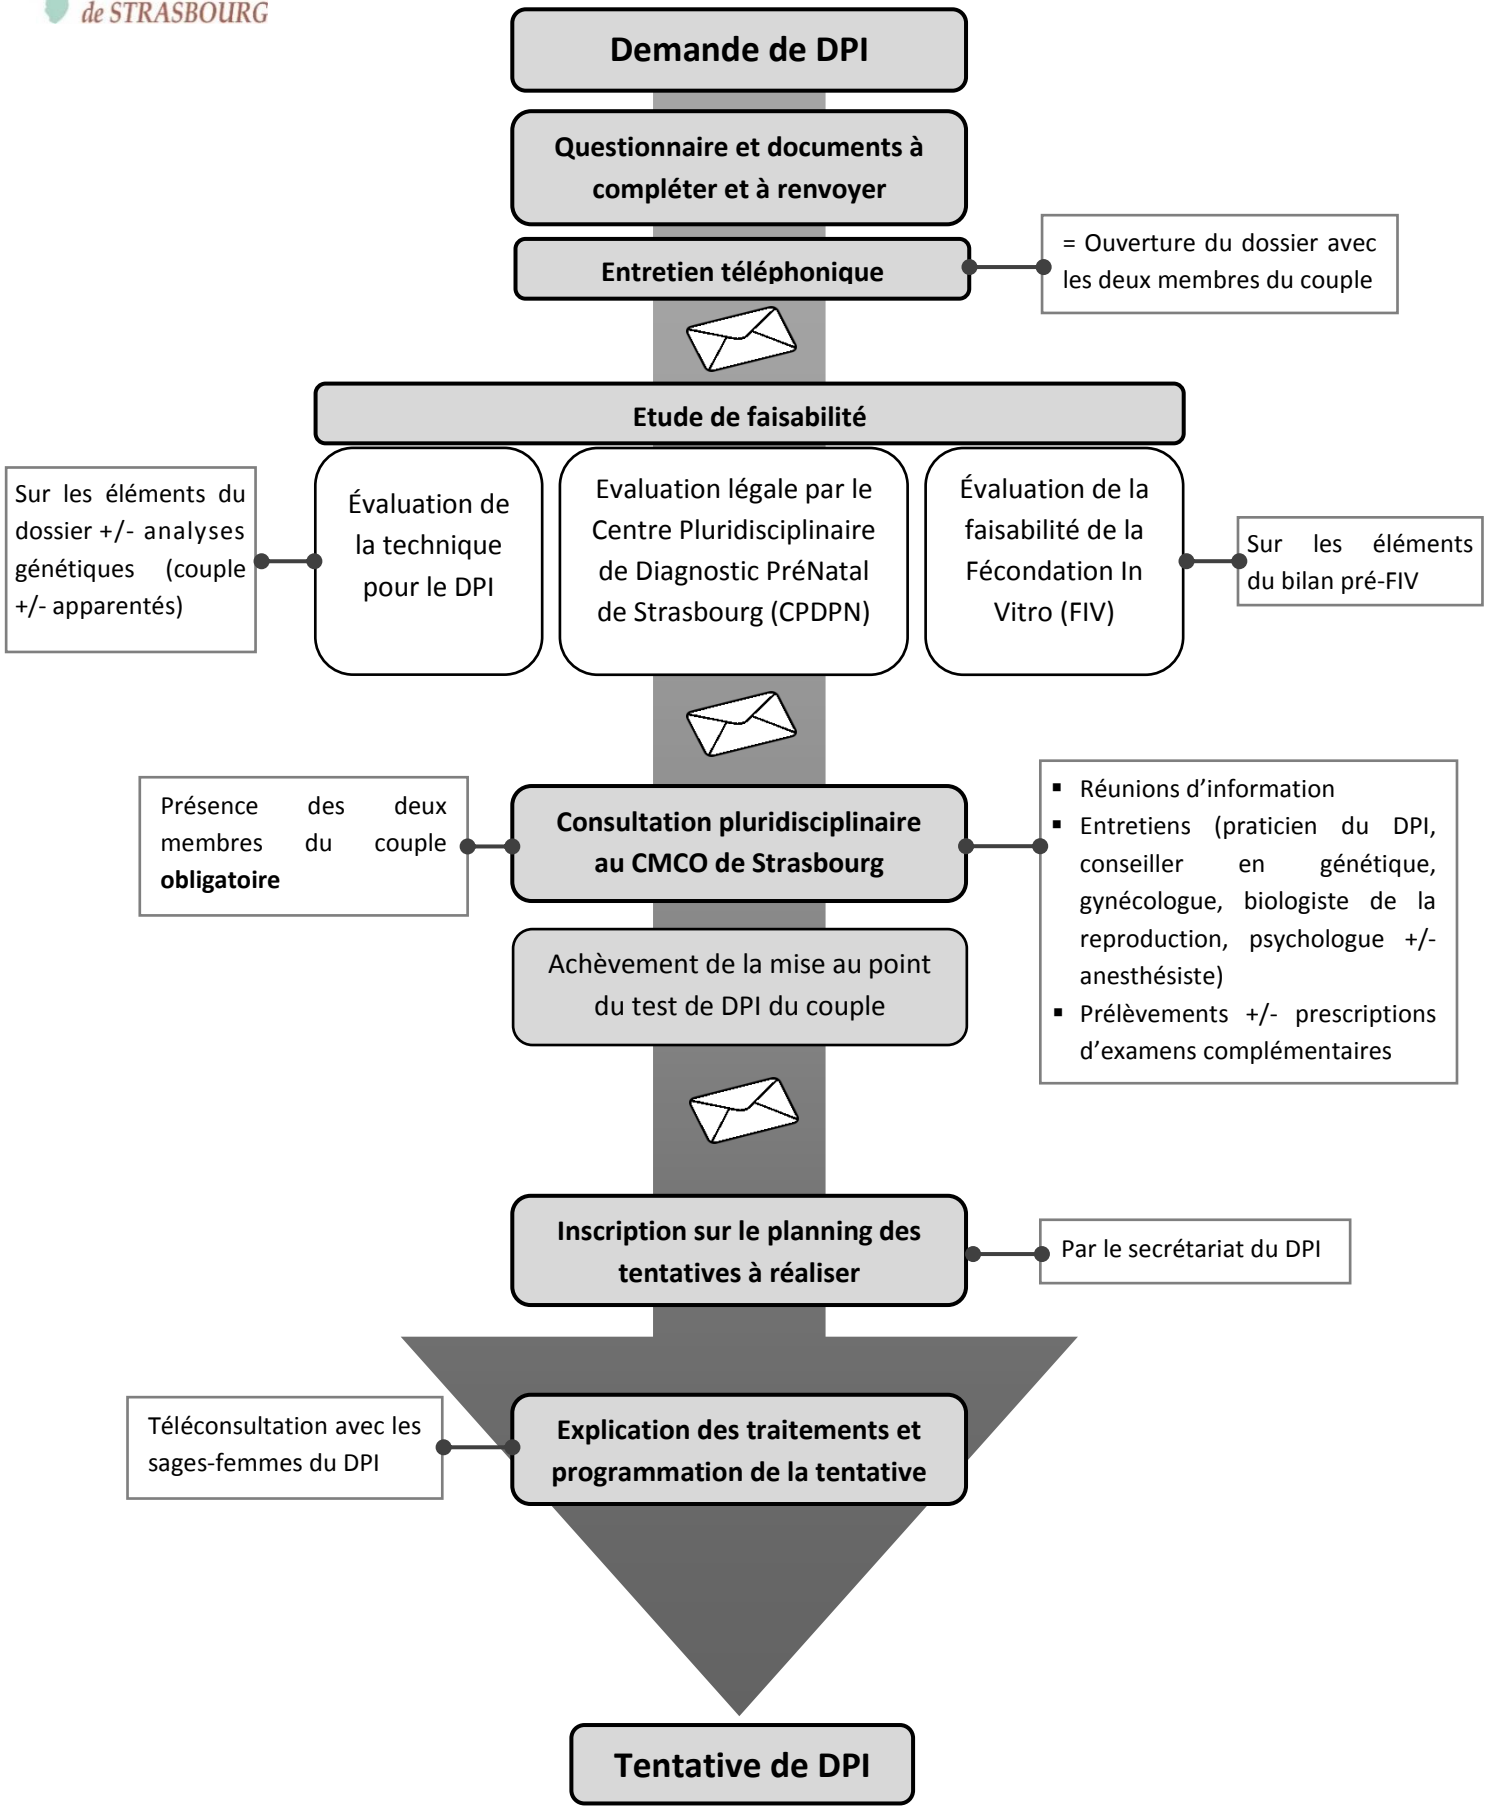 de STRASBOURG
Demande de DPI
Questionnaire et documents à
compléter et à renvoyer
Entretien téléphonique
= Ouverture du dossier avec
les deux membres du couple
Etude de faisabilité
Sur les éléments du
dossier +/- analyses
génétiques (couple
+/- apparentés)
Évaluation de
la technique
pour le DPI
Evaluation légale par le
Centre Pluridisciplinaire
de Diagnostic PréNatal
de Strasbourg (CPDPN)
Évaluation de la
faisabilité de la
Fécondation In
Vitro (FIV)
Sur les éléments
du bilan pré-FIV
Présence des deux
membres du couple
obligatoire
Consultation pluridisciplinaire
au CMCO de Strasbourg
▪ Réunions d’information
▪ Entretiens (praticien du DPI,
conseiller en génétique,
gynécologue, biologiste de la
reproduction, psychologue +/-
anesthésiste)
▪ Prélèvements +/- prescriptions
d’examens complémentaires
Achèvement de la mise au point
du test de DPI du couple
Inscription sur le planning des
tentatives à réaliser
Par le secrétariat du DPI
Téléconsultation avec les
sages-femmes du DPI
Explication des traitements et
programmation de la tentative
Tentative de DPI